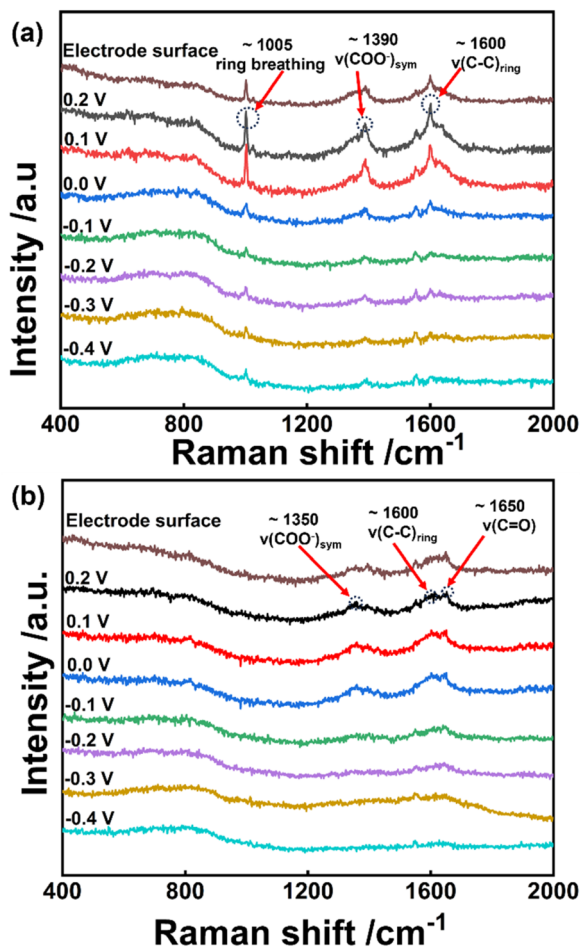 (a)
Electrode surface
~ 1005
ring breathing
~ 1390
ν(COO⁻)sym
~ 1600
ν(C-C)ring
0.2 V
0.1 V
0.0 V
-0.1 V
-0.2 V
-0.3 V
-0.4 V
Intensity /a.u
400 800 1200 1600 2000
Raman shift /cm⁻¹
(b)
Electrode surface
~ 1350
ν(COO⁻)sym
~ 1600
ν(C-C)ring
~ 1650
ν(C=O)
0.2 V
0.1 V
0.0 V
-0.1 V
-0.2 V
-0.3 V
-0.4 V
Intensity /a.u.
400 800 1200 1600 2000
Raman shift /cm⁻¹